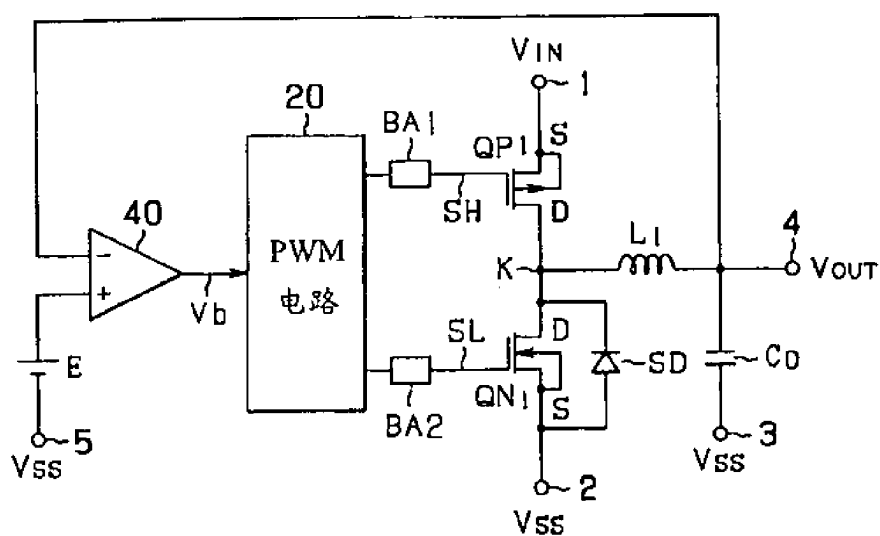 VIN
1
20
BA1
S
QP1
SH
D
40
−
+
Vb
PWM
电路
K
L1
4
VOUT
E
5
VSS
SL
D
QN1
S
SD
CO
BA2
3
VSS
2
VSS